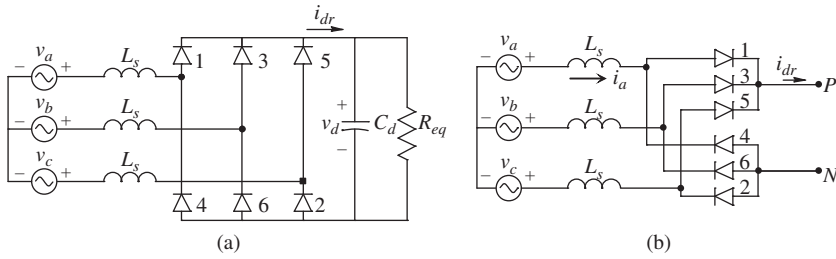 i_dr
− v_a + L_s 1 3 5
− v_b + L_s + v_d − C_d R_eq
− v_c + L_s
4 6 2
(a)
− v_a + L_s 1
i_a 3 i_dr P
− v_b + L_s 5
4
6 N
− v_c + L_s 2
(b)